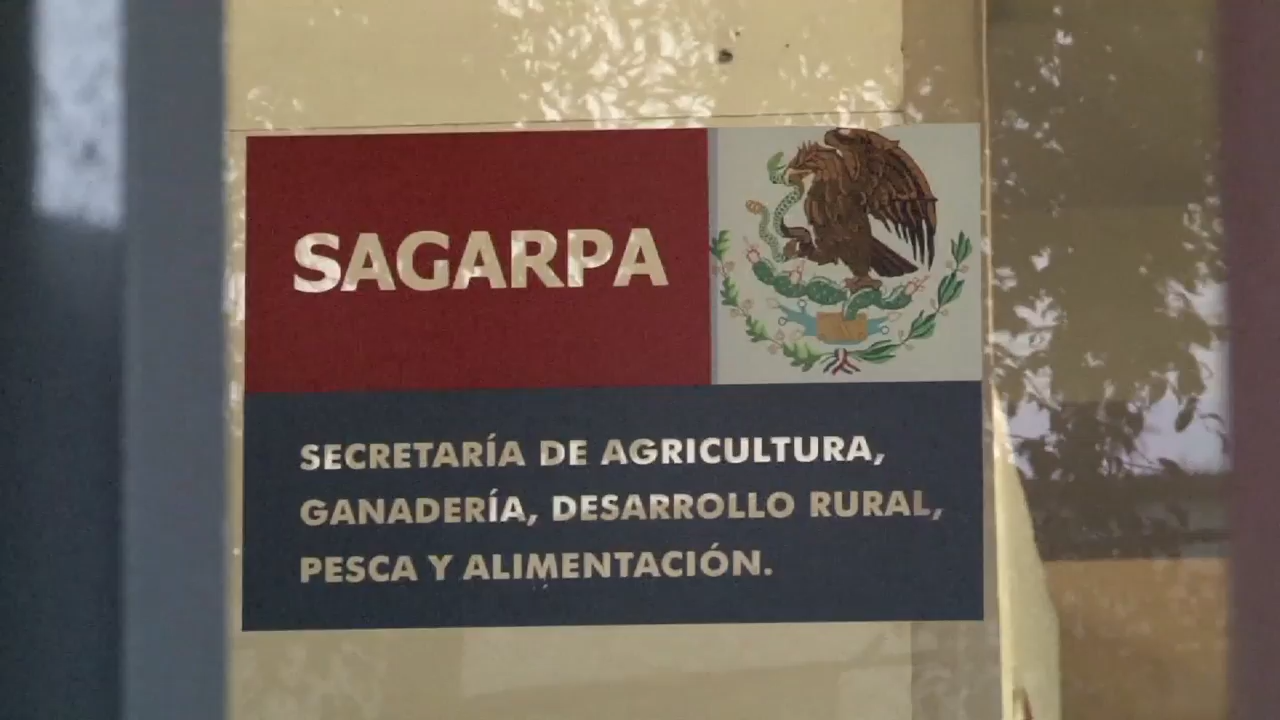 SAGARPA
SECRETARÍA DE AGRICULTURA,
GANADERÍA, DESARROLLO RURAL,
PESCA Y ALIMENTACIÓN.